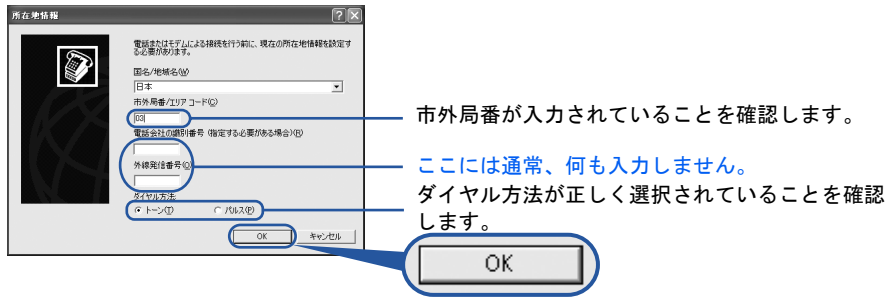 所在地情報
電話またはモデムによる接続を行う前に、現在の所在地情報を設定す
る必要があります。
国名/地域名(W)
日本
市外局番/エリア コード(C)
03
電話会社の識別番号 (指定する必要がある場合)(R)
外線発信番号(O)
ダイヤル方法:
トーン(T)
パルス(P)
OK
キャンセル
市外局番が入力されていることを確認します。
ここには通常、何も入力しません。
ダイヤル方法が正しく選択されていることを確認
します。
OK